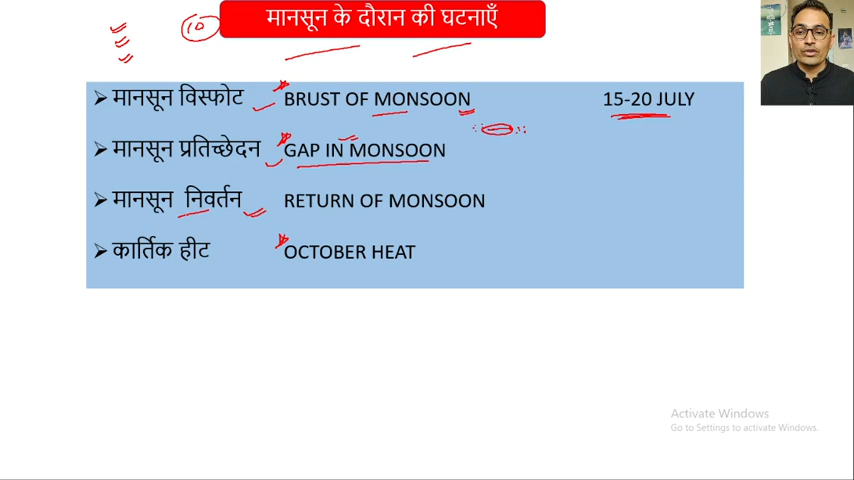 10
मानसून के दौरान की घटनाएँ
➢ मानसून विस्फोट BRUST OF MONSOON 15-20 JULY
➢ मानसून प्रतिच्छेदन GAP IN MONSOON
➢ मानसून निवर्तन RETURN OF MONSOON
➢ कार्तिक हीट OCTOBER HEAT
Activate Windows
Go to Settings to activate Windows.